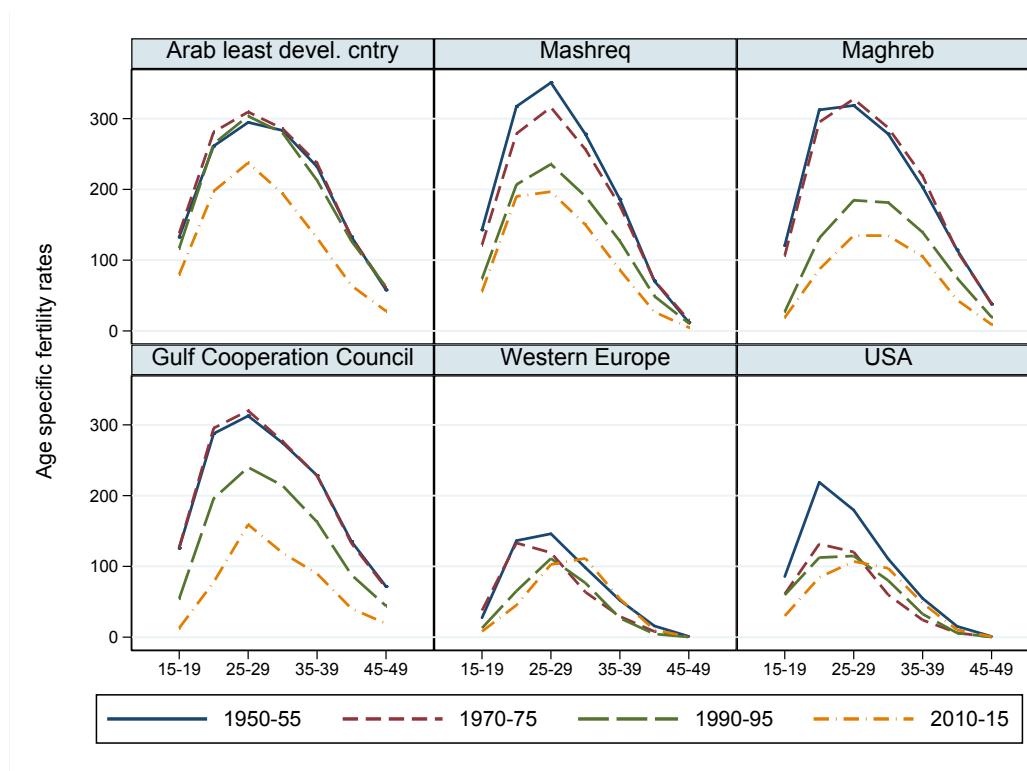 Arab least devel. cntry
Mashreq
Maghreb
300
200
100
0
Gulf Cooperation Council
Western Europe
USA
300
200
100
0
Age specific fertility rates
15-19 25-29 35-39 45-49
15-19 25-29 35-39 45-49
15-19 25-29 35-39 45-49
1950-55 1970-75 1990-95 2010-15